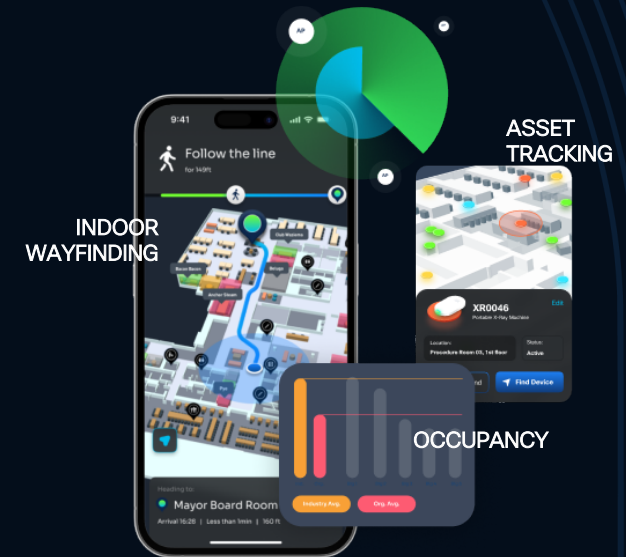 AP
AP
AP
9:41
Follow the line
for 149ft
ASSET
TRACKING
INDOOR
WAYFINDING
XR0046
Edit
Portable X-Ray Machine
Location:
Status:
Procedure Room 03, 1st floor
Active
nd
Find Device
OCCUPANCY
Industry Avg.
Org. Avg.
Heading to:
Mayor Board Room
Arrival 16:28 | Less than 1min | 160 ft